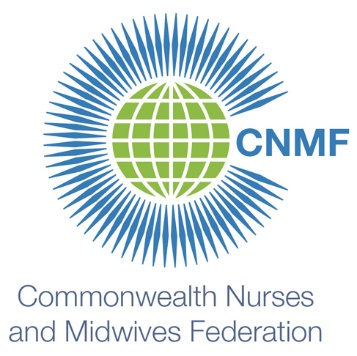 CNMF
Commonwealth Nurses
and Midwives Federation